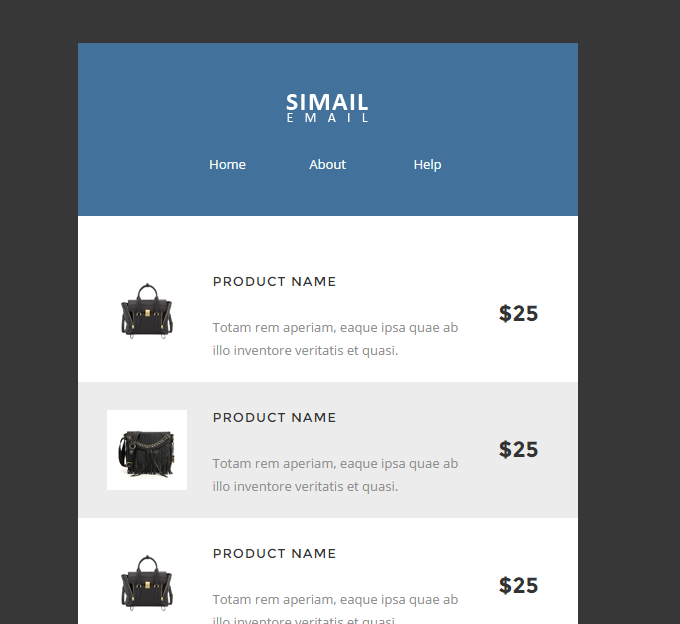 SIMAIL
EMAIL
Home About Help
PRODUCT NAME
Totam rem aperiam, eaque ipsa quae ab
illo inventore veritatis et quasi.
$25
PRODUCT NAME
Totam rem aperiam, eaque ipsa quae ab
illo inventore veritatis et quasi.
$25
PRODUCT NAME
Totam rem aperiam, eaque ipsa quae ab
illo inventore veritatis et quasi.
$25